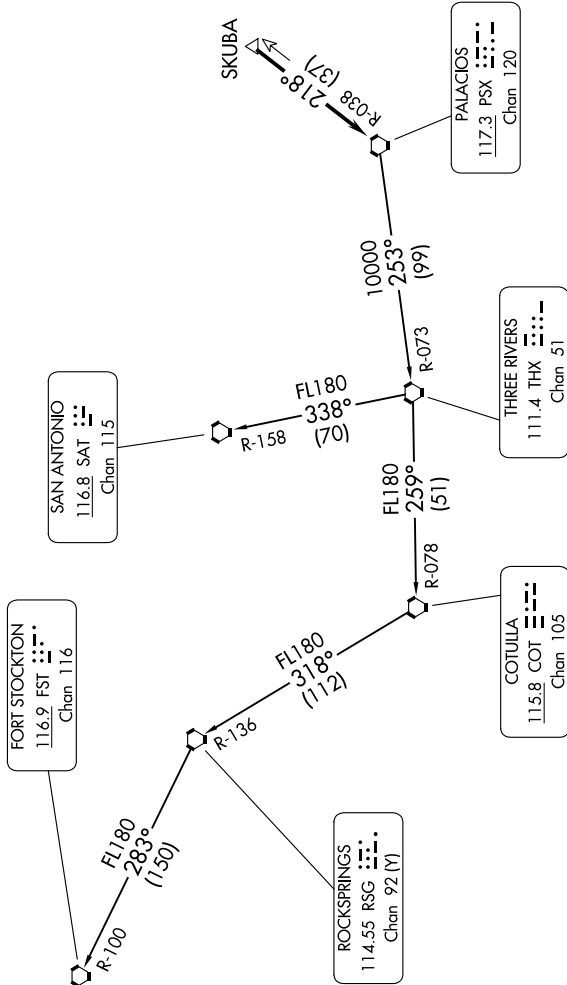 SKUBA
218°
(37)
R-038
PALACIOS
117.3 PSX
Chan 120
10000
253°
(99)
R-073
THREE RIVERS
111.4 THX
Chan 51
FL180
338°
(70)
R-158
SAN ANTONIO
116.8 SAT
Chan 115
FL180
259°
(51)
R-078
COTULLA
115.8 COT
Chan 105
FL180
318°
(112)
R-136
ROCKSPRINGS
114.55 RSG
Chan 92 (Y)
FL180
283°
(150)
R-100
FORT STOCKTON
116.9 FST
Chan 116